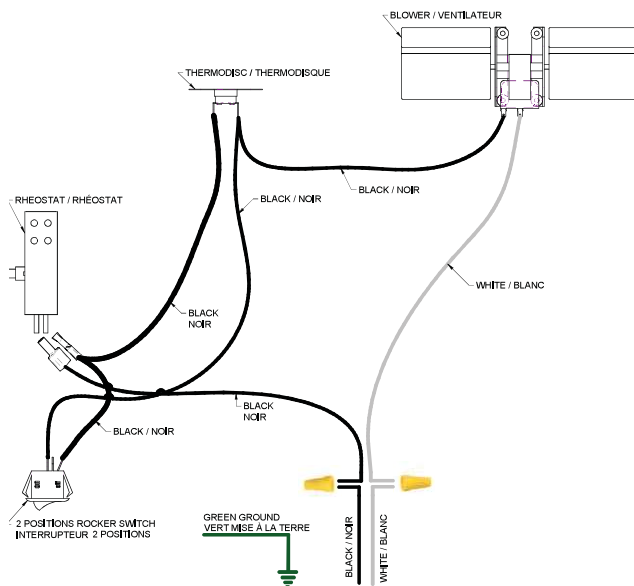 BLOWER / VENTILATEUR
THERMODISC / THERMODISQUE
BLACK / NOIR
RHEOSTAT / RHÉOSTAT
BLACK / NOIR
WHITE / BLANC
BLACK
NOIR
BLACK
NOIR
BLACK / NOIR
2 POSITIONS ROCKER SWITCH
INTERRUPTEUR 2 POSITIONS
GREEN GROUND
VERT MISE À LA TERRE
BLACK / NOIR
WHITE / BLANC